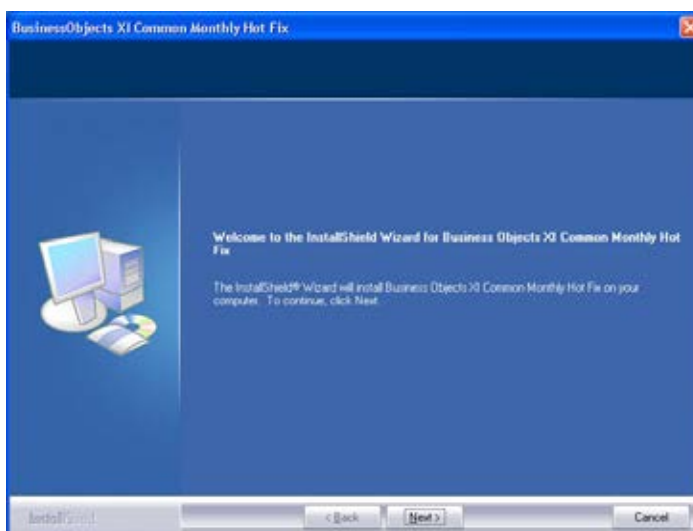 BusinessObjects XI Common Monthly Hot Fix
Welcome to the InstallShield Wizard for Business Objects XI Common Monthly Hot
Fix
The InstallShield® Wizard will install Business Objects XI Common Monthly Hot Fix on your
computer. To continue, click Next.
InstallShield
< Back
Next >
Cancel